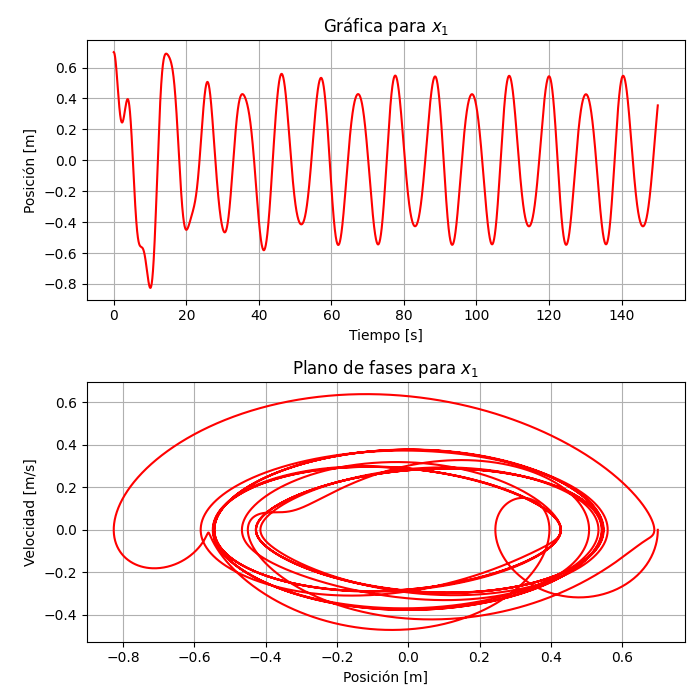 Gráfica para x₁
0.6
0.4
0.2
0.0
−0.2
−0.4
−0.6
−0.8
Posición [m]
0 20 40 60 80 100 120 140
Tiempo [s]
Plano de fases para x₁
0.6
0.4
0.2
0.0
−0.2
−0.4
Velocidad [m/s]
−0.8 −0.6 −0.4 −0.2 0.0 0.2 0.4 0.6
Posición [m]